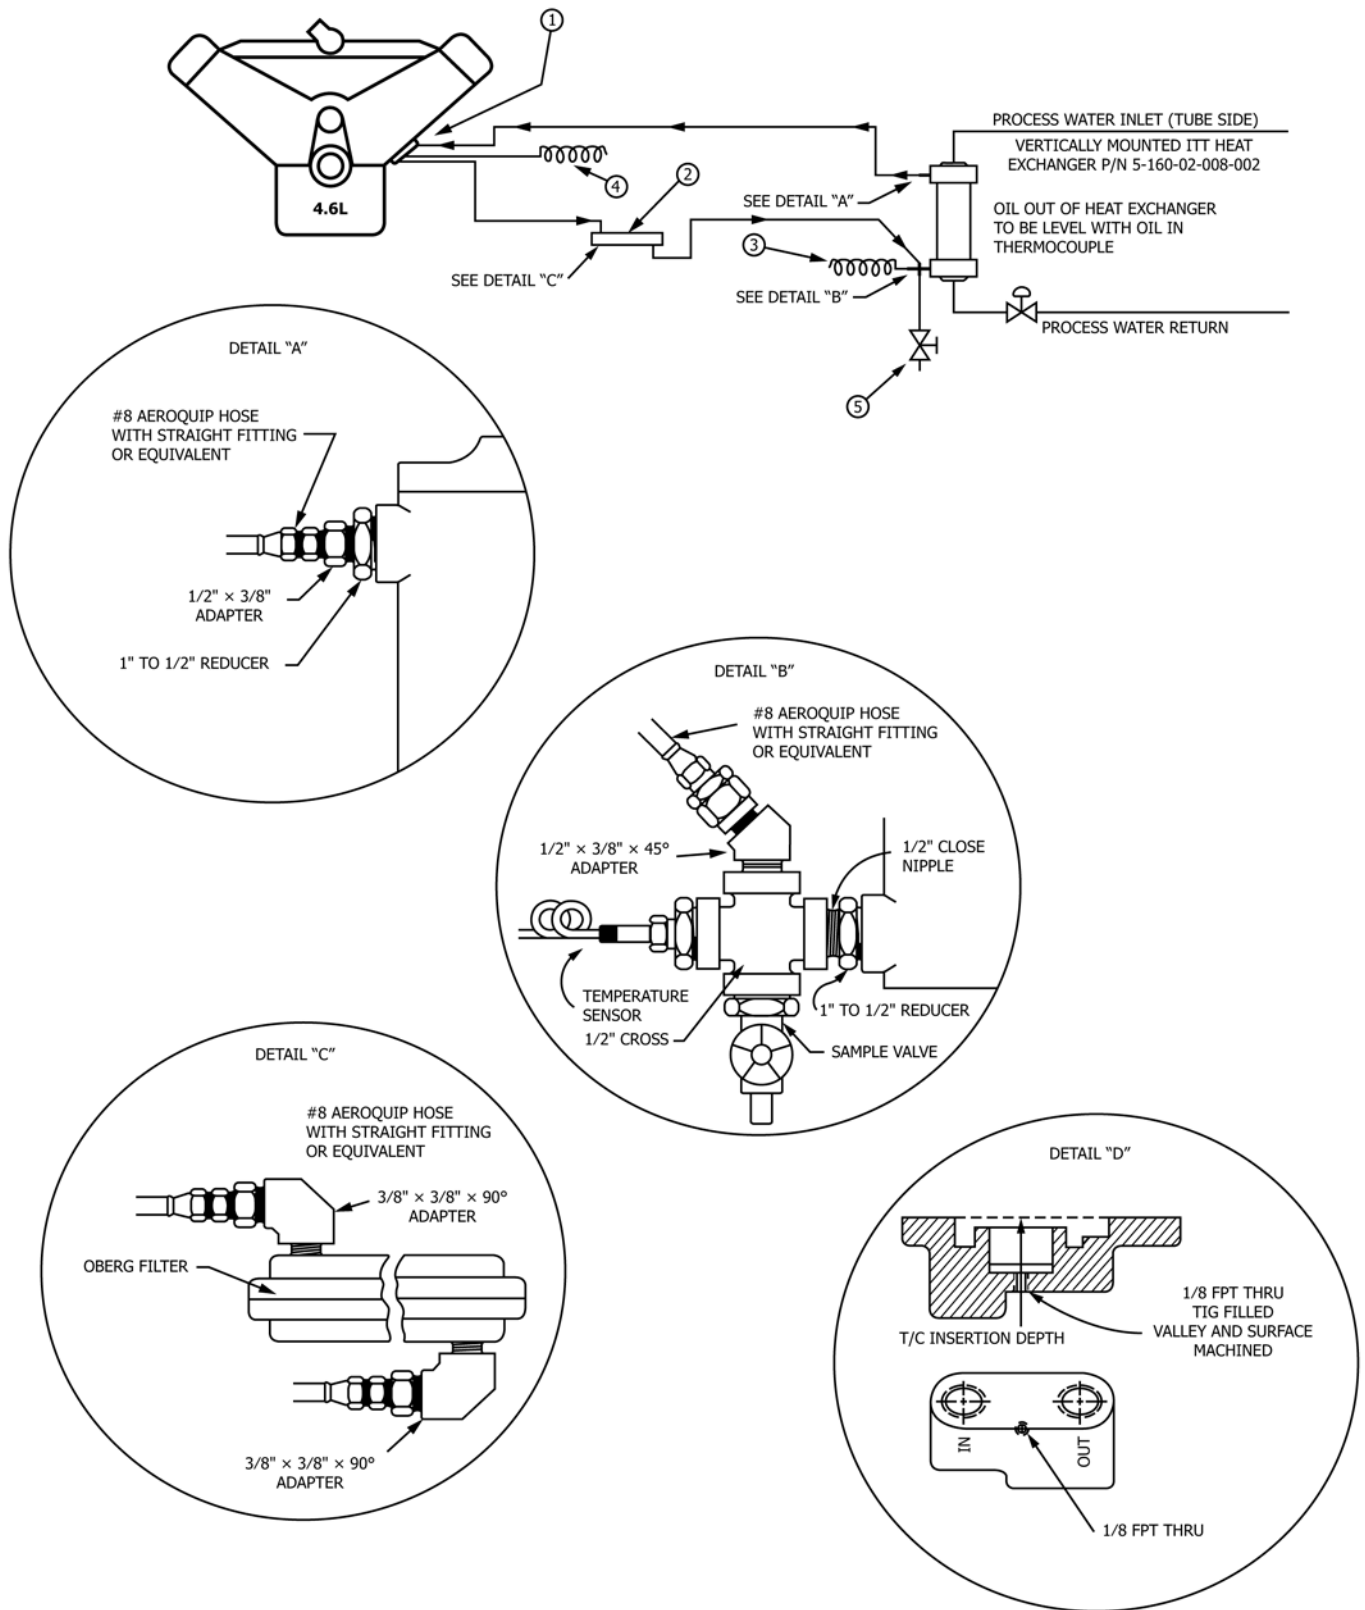 1
PROCESS WATER INLET (TUBE SIDE)
VERTICALLY MOUNTED ITT HEAT
EXCHANGER P/N 5-160-02-008-002
4
2
SEE DETAIL “A”
4.6L
OIL OUT OF HEAT EXCHANGER
TO BE LEVEL WITH OIL IN
THERMOCOUPLE
3
SEE DETAIL “C”
SEE DETAIL “B”
PROCESS WATER RETURN
5
DETAIL “A”
#8 AEROQUIP HOSE
WITH STRAIGHT FITTING
OR EQUIVALENT
1/2" × 3/8"
ADAPTER
1" TO 1/2" REDUCER
DETAIL “B”
#8 AEROQUIP HOSE
WITH STRAIGHT FITTING
OR EQUIVALENT
1/2" × 3/8" × 45°
ADAPTER
1/2" CLOSE
NIPPLE
TEMPERATURE
SENSOR
1/2" CROSS
1" TO 1/2" REDUCER
SAMPLE VALVE
DETAIL “C”
#8 AEROQUIP HOSE
WITH STRAIGHT FITTING
OR EQUIVALENT
3/8" × 3/8" × 90°
ADAPTER
OBERG FILTER
3/8" × 3/8" × 90°
ADAPTER
DETAIL “D”
1/8 FPT THRU
TIG FILLED
VALLEY AND SURFACE
MACHINED
T/C INSERTION DEPTH
IN
OUT
1/8 FPT THRU